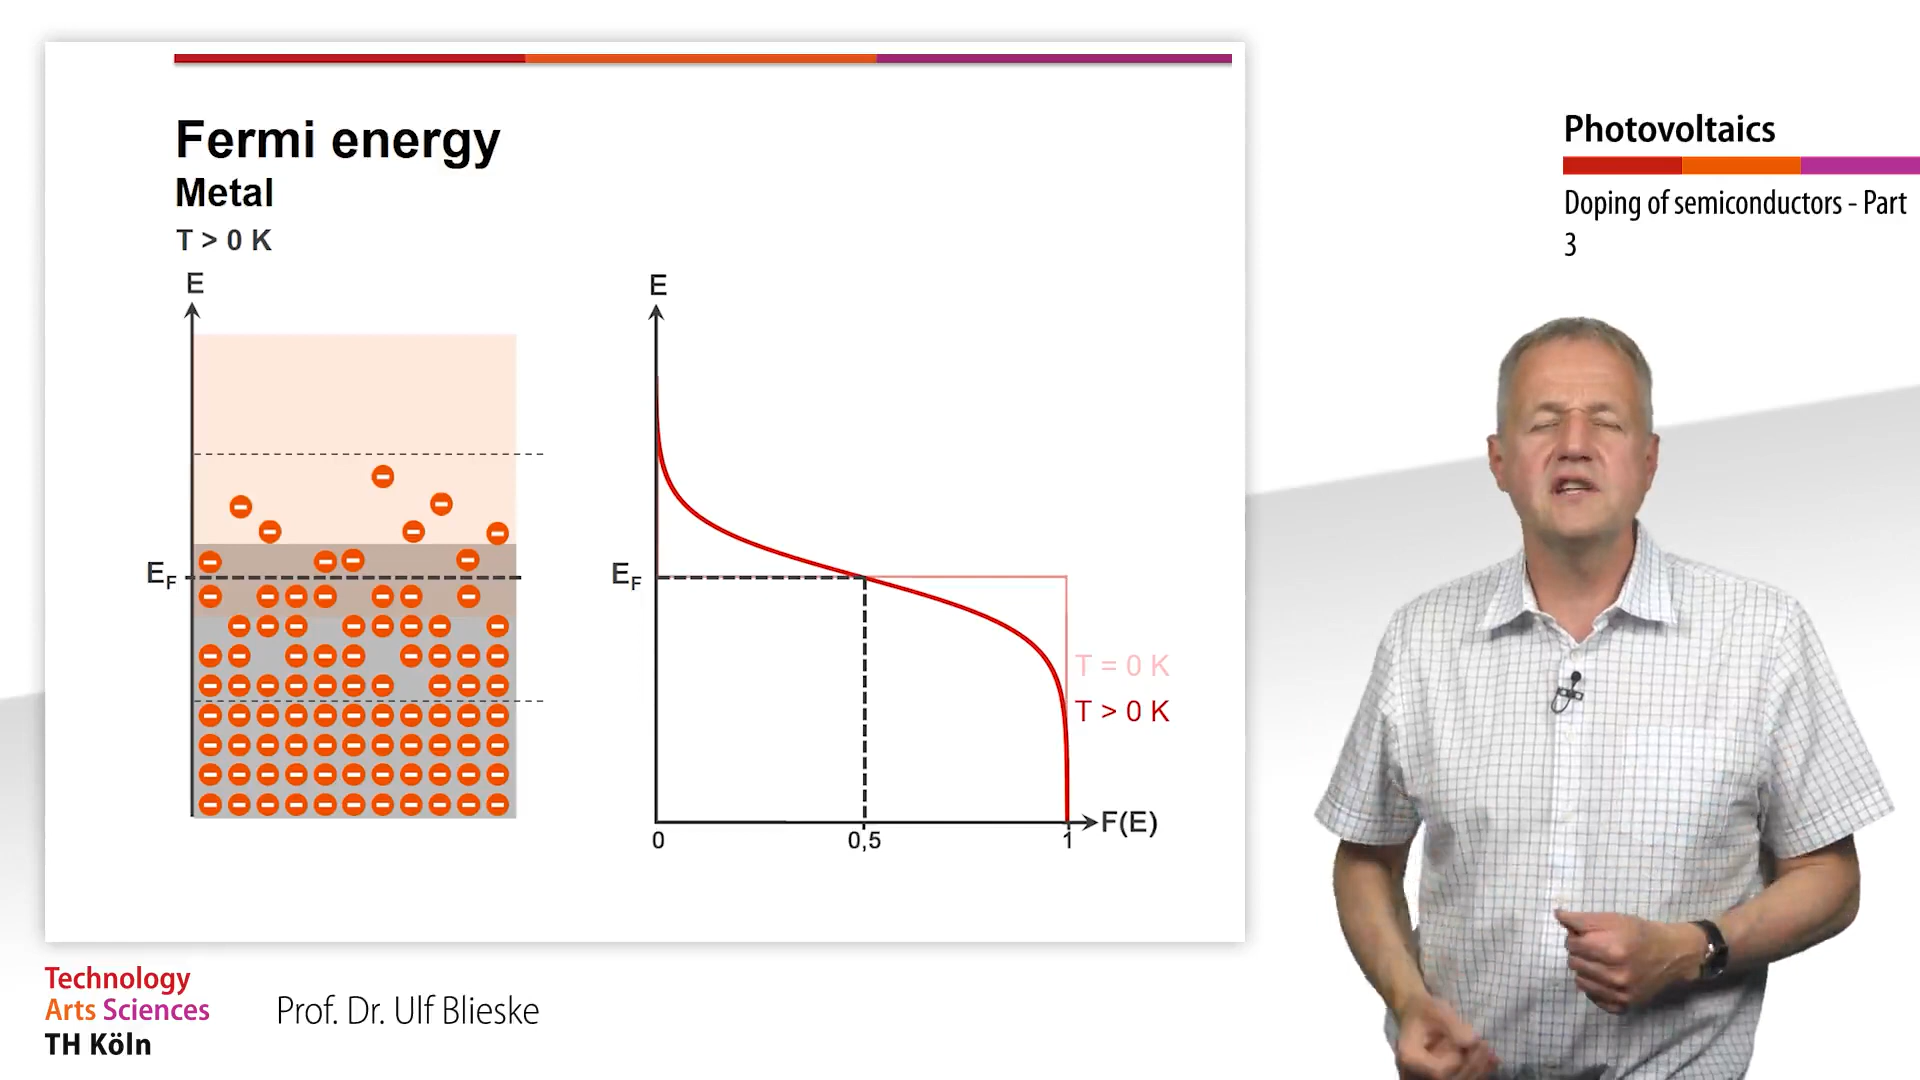 Fermi energy
Metal
T > 0 K
E
E
E_F
E_F
T = 0 K
T > 0 K
F(E)
0
0,5
1
Photovoltaics
Doping of semiconductors - Part
3
Technology
Arts Sciences
TH Köln
Prof. Dr. Ulf Blieske